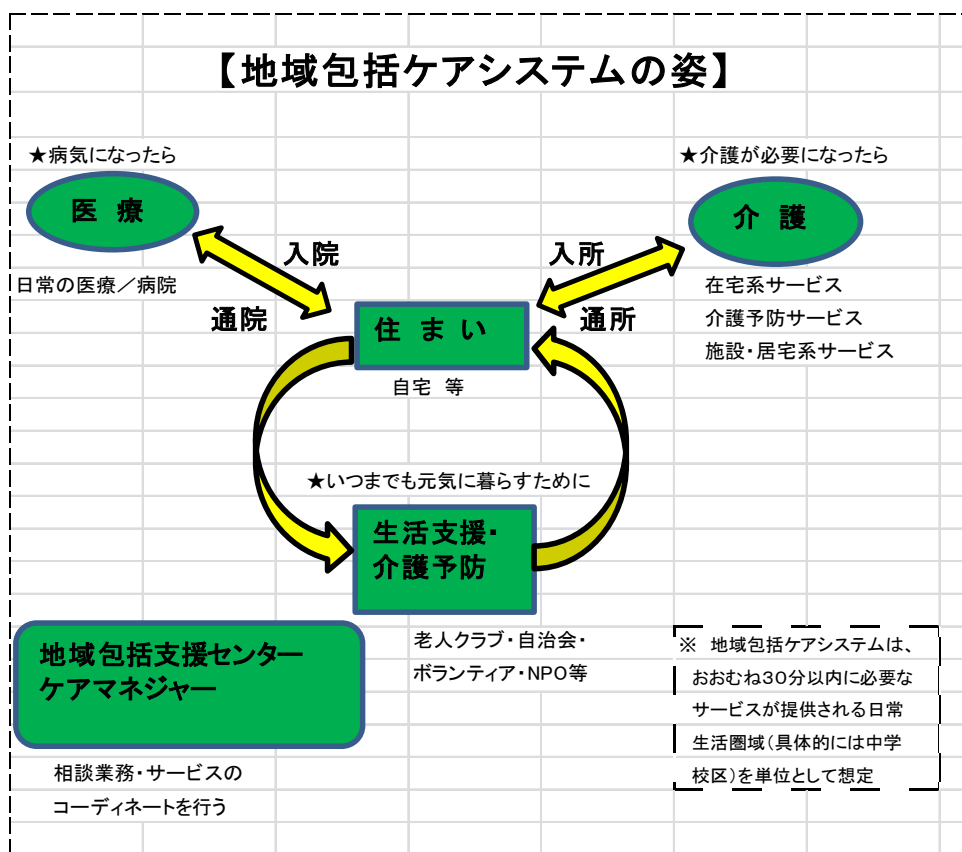 【地域包括ケアシステムの姿】
★病気になったら
★介護が必要になったら
医 療
介 護
入院
入所
日常の医療／病院
在宅系サービス
通院
住 ま い
通所
介護予防サービス
施設・居宅系サービス
自宅 等
★いつまでも元気に暮らすために
生活支援・
介護予防
老人クラブ・自治会・
ボランティア・NPO等
地域包括支援センター
ケアマネジャー
相談業務・サービスの
コーディネートを行う
※ 地域包括ケアシステムは、
おおむね30分以内に必要な
サービスが提供される日常
生活圏域(具体的には中学
校区)を単位として想定